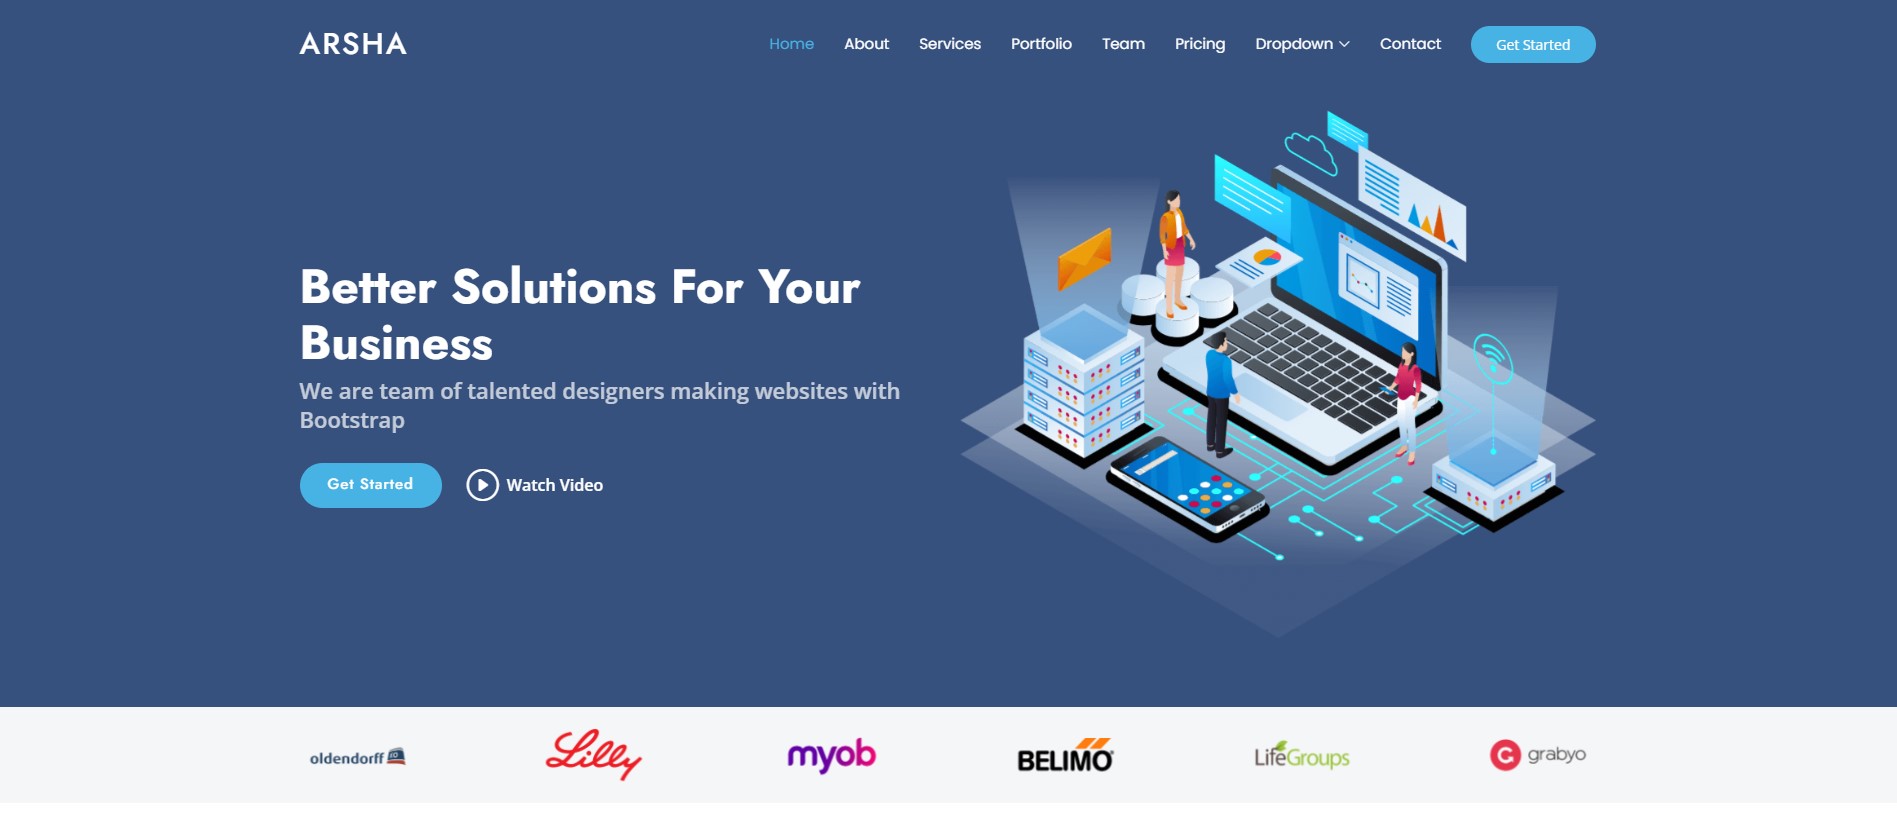 ARSHA
Home About Services Portfolio Team Pricing Dropdown Contact Get Started
Better Solutions For Your
Business
We are team of talented designers making websites with
Bootstrap
Get Started Watch Video
oldendorff Lilly myob BELIMO LifeGroups grabyo